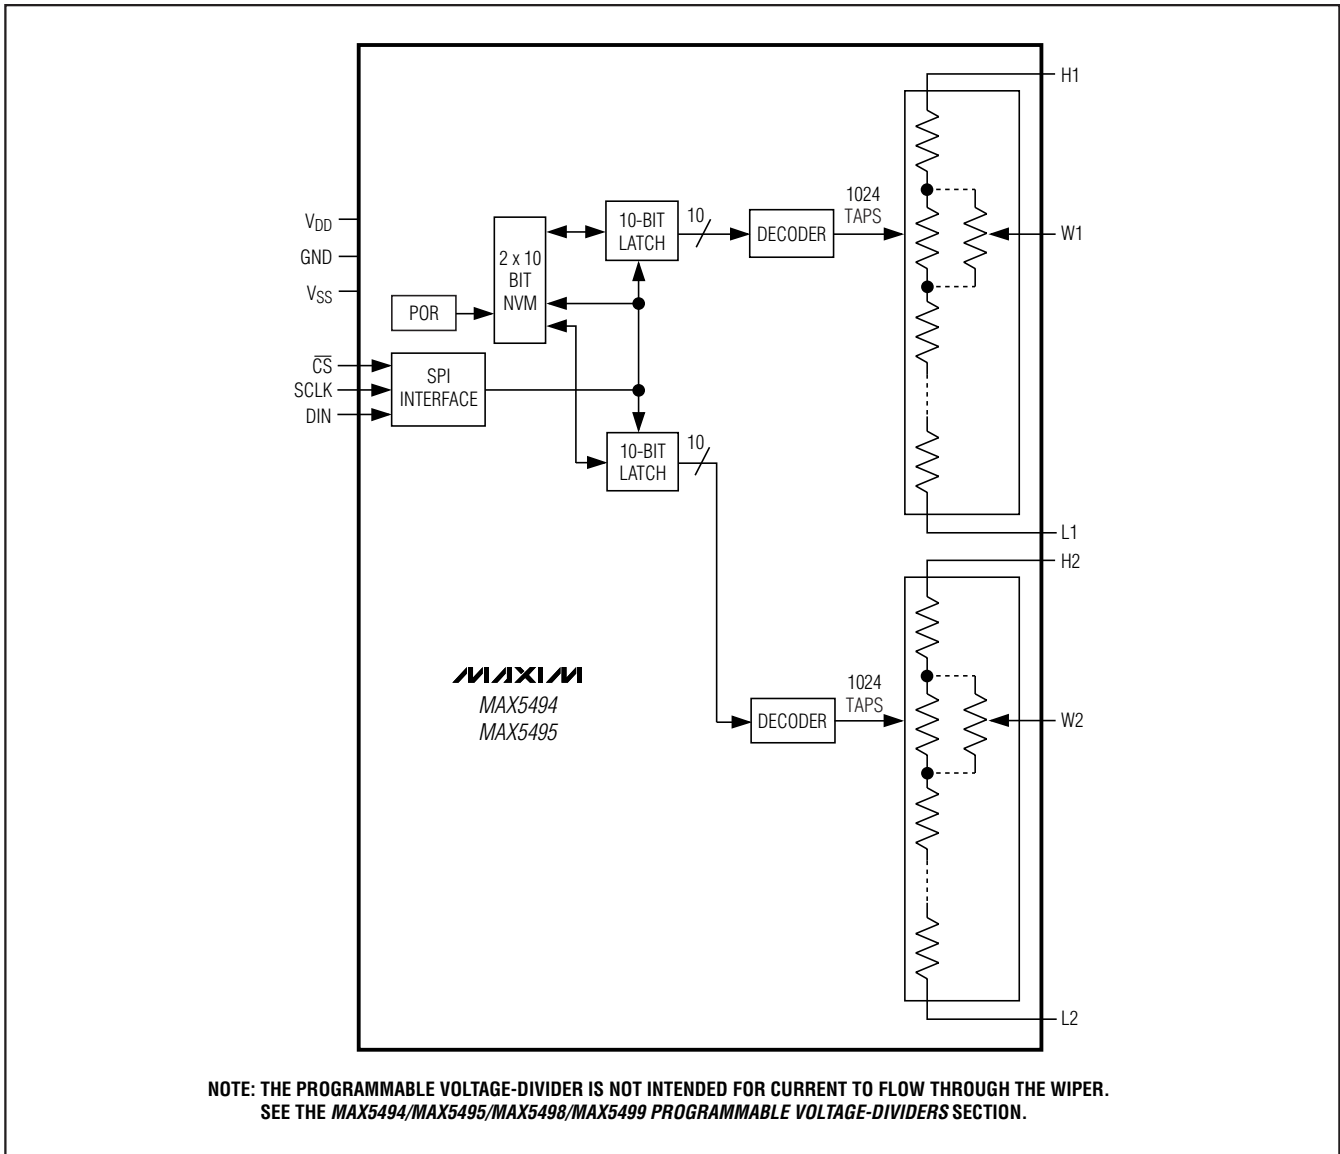 H1
1024
TAPS
10-BIT
LATCH
10
DECODER
W1
VDD
GND
VSS
2 x 10
BIT
NVM
POR
CS
SCLK
DIN
SPI
INTERFACE
10-BIT
LATCH
10
L1
H2
MAXIM
MAX5494
MAX5495
1024
TAPS
DECODER
W2
L2
NOTE: THE PROGRAMMABLE VOLTAGE-DIVIDER IS NOT INTENDED FOR CURRENT TO FLOW THROUGH THE WIPER.
SEE THE MAX5494/MAX5495/MAX5498/MAX5499 PROGRAMMABLE VOLTAGE-DIVIDERS SECTION.